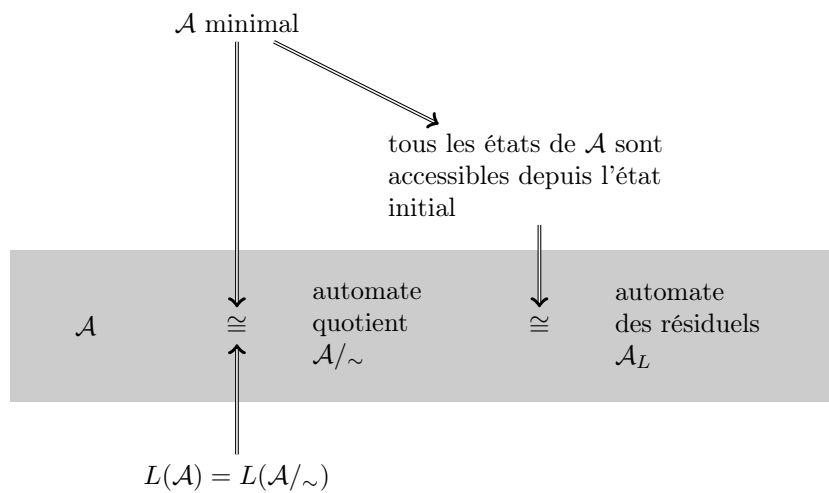 𝒜 minimal
tous les états de 𝒜 sont
accessibles depuis l'état
initial
𝒜
≅
automate
quotient
𝒜/∼
≅
automate
des résiduels
𝒜_L
L(𝒜) = L(𝒜/∼)